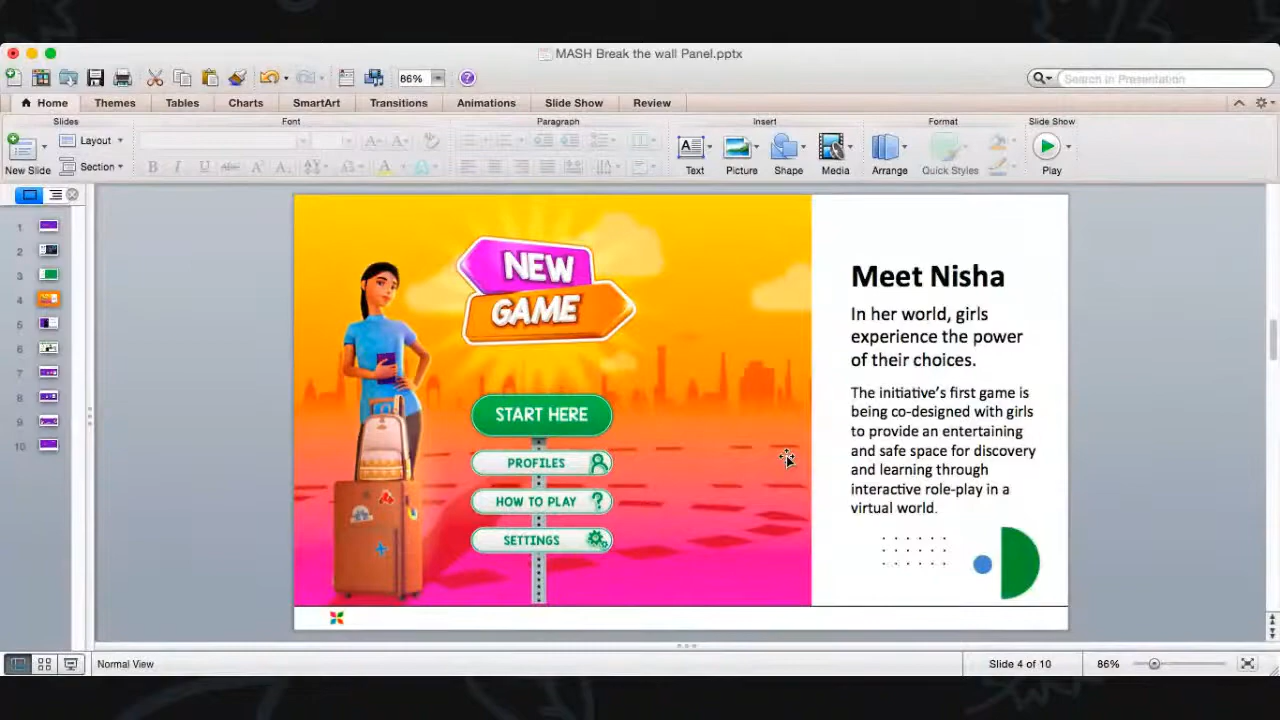 MASH Break the wall Panel.pptx
86%
Search in Presentation
Home
Themes
Tables
Charts
SmartArt
Transitions
Animations
Slide Show
Review
Slides
Font
Paragraph
Insert
Format
Slide Show
New Slide
Layout
Section
Text
Picture
Shape
Media
Arrange
Quick Styles
Play
1
2
3
4
5
6
7
8
9
10
NEW
GAME
START HERE
PROFILES
HOW TO PLAY ?
SETTINGS
Meet Nisha
In her world, girls
experience the power
of their choices.
The initiative’s first game is
being co-designed with girls
to provide an entertaining
and safe space for discovery
and learning through
interactive role-play in a
virtual world.
Normal View
Slide 4 of 10
86%